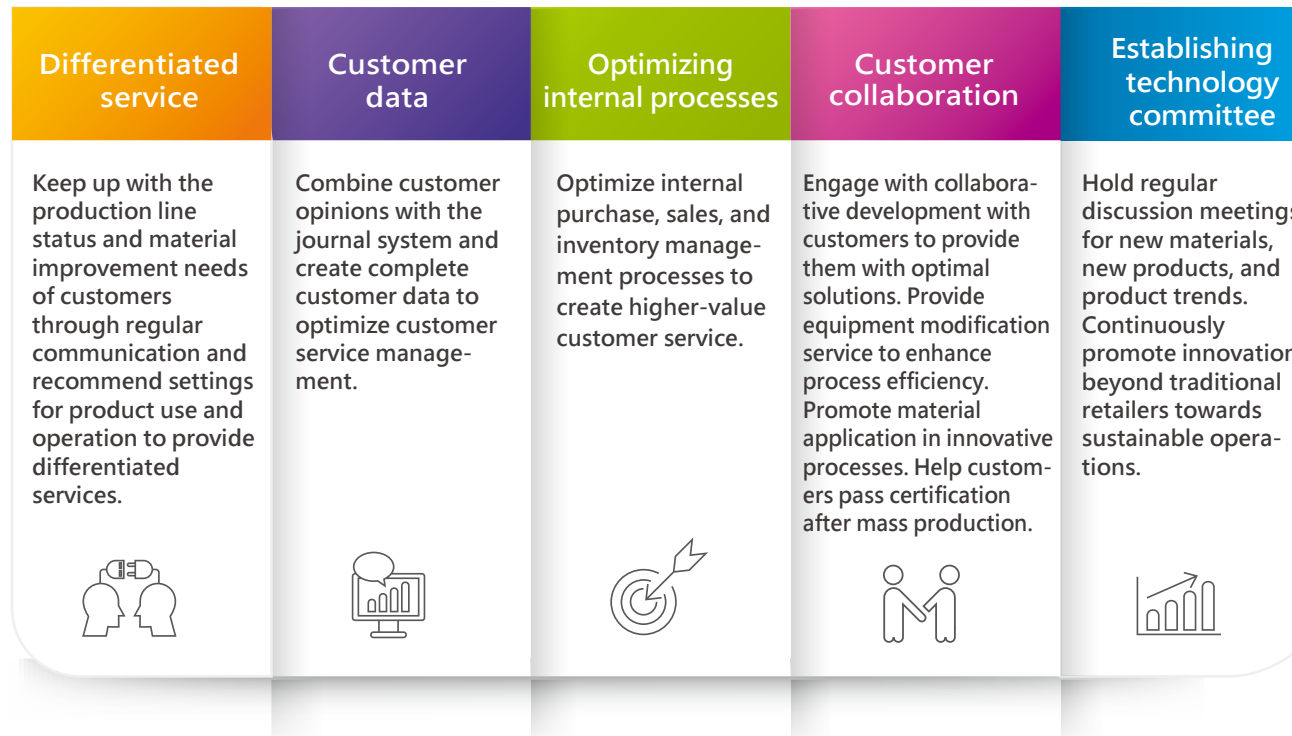 Differentiated
service
Keep up with the
production line
status and material
improvement needs
of customers
through regular
communication and
recommend settings
for product use and
operation to provide
differentiated
services.
Customer
data
Combine customer
opinions with the
journal system and
create complete
customer data to
optimize customer
service manage-
ment.
Optimizing
internal processes
Optimize internal
purchase, sales, and
inventory manage-
ment processes to
create higher-value
customer service.
Customer
collaboration
Engage with collabora-
tive development with
customers to provide
them with optimal
solutions. Provide
equipment modification
service to enhance
process efficiency.
Promote material
application in innovative
processes. Help custom-
ers pass certification
after mass production.
Establishing
technology
committee
Hold regular
discussion meetings
for new materials,
new products, and
product trends.
Continuously
promote innovation
beyond traditional
retailers towards
sustainable opera-
tions.